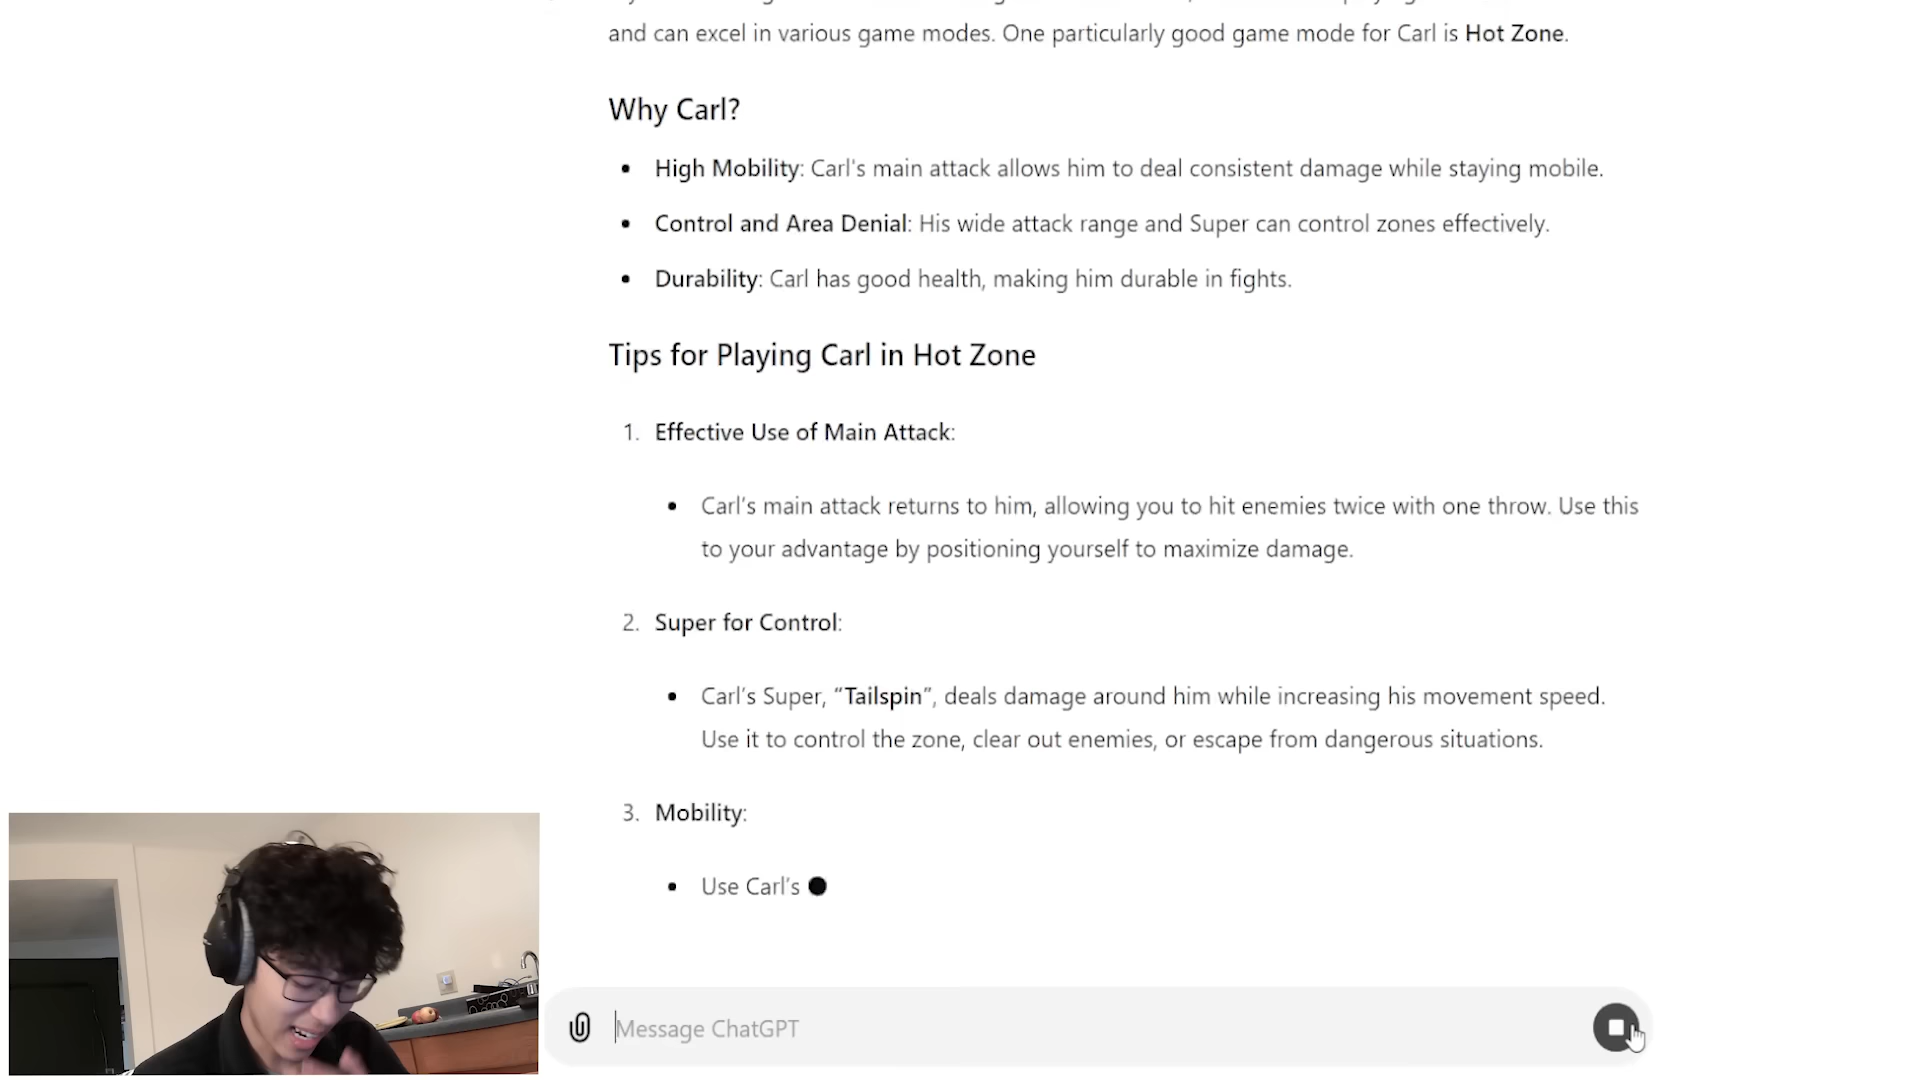 and can excel in various game modes. One particularly good game mode for Carl is Hot Zone.
Why Carl?
• High Mobility: Carl's main attack allows him to deal consistent damage while staying mobile.
• Control and Area Denial: His wide attack range and Super can control zones effectively.
• Durability: Carl has good health, making him durable in fights.
Tips for Playing Carl in Hot Zone
1. Effective Use of Main Attack:
• Carl's main attack returns to him, allowing you to hit enemies twice with one throw. Use this
to your advantage by positioning yourself to maximize damage.
2. Super for Control:
• Carl's Super, “Tailspin”, deals damage around him while increasing his movement speed.
Use it to control the zone, clear out enemies, or escape from dangerous situations.
3. Mobility:
• Use Carl's
Message ChatGPT